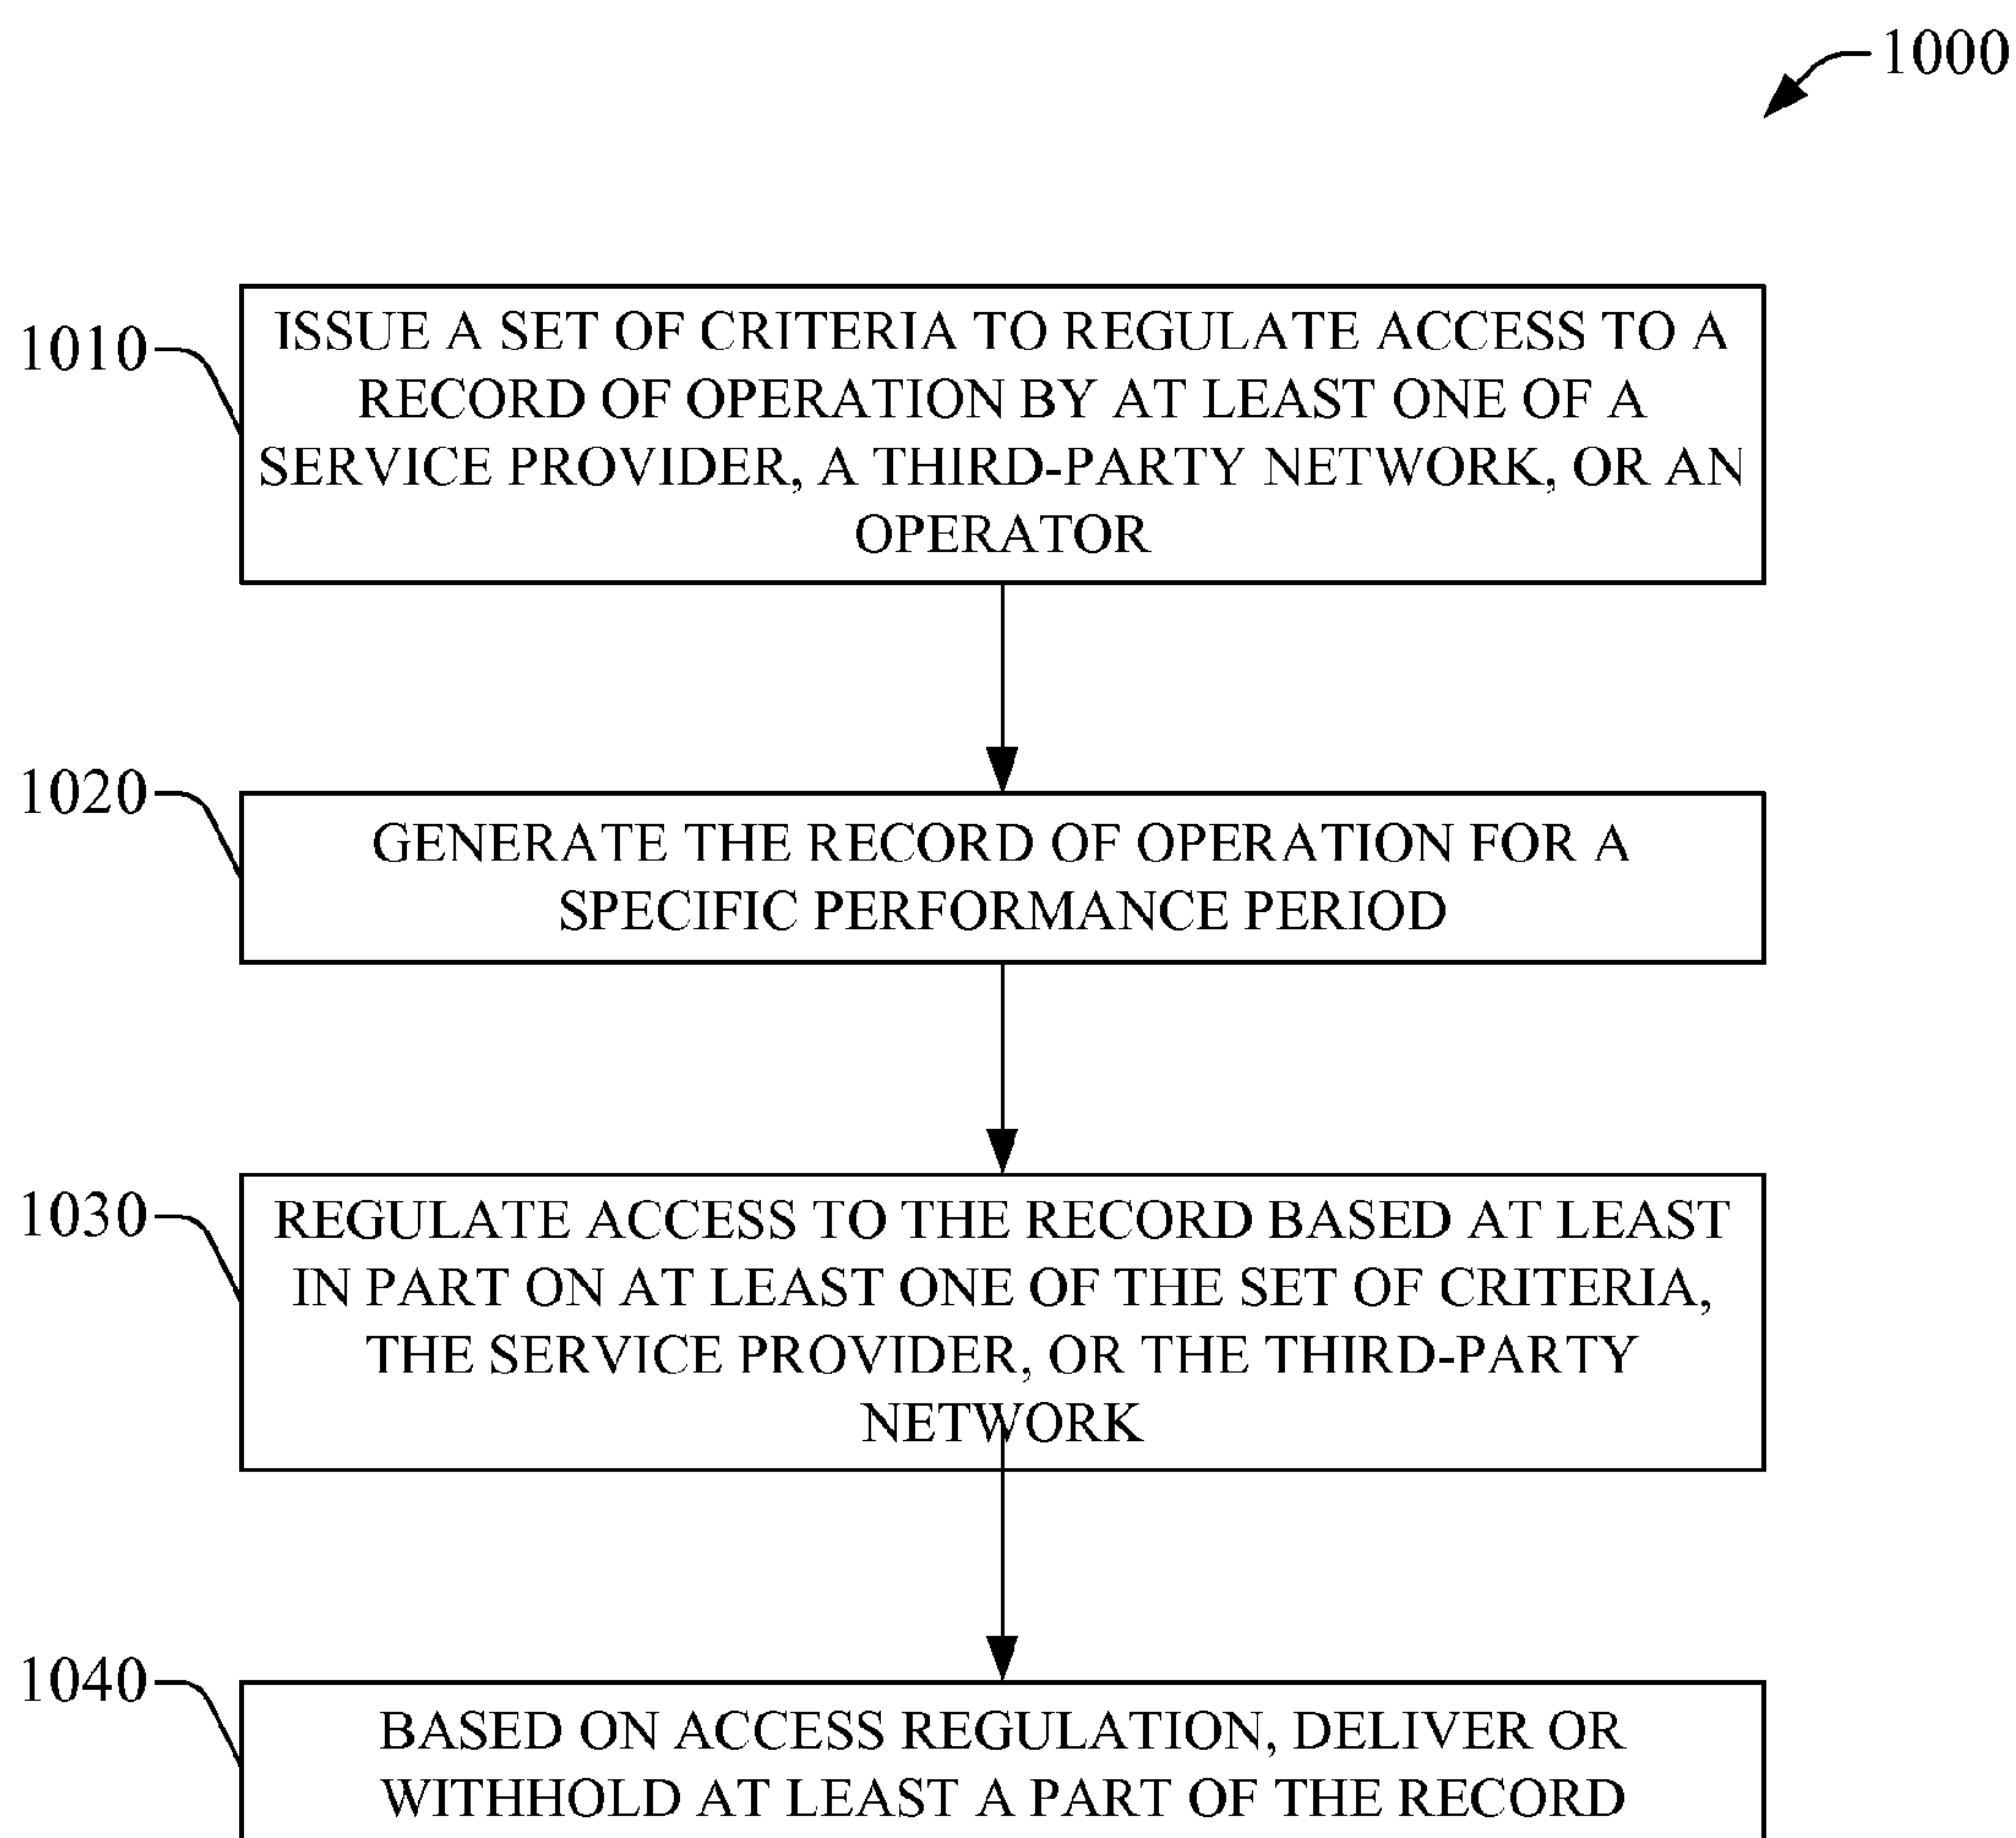 1000
1010
ISSUE A SET OF CRITERIA TO REGULATE ACCESS TO A
RECORD OF OPERATION BY AT LEAST ONE OF A
SERVICE PROVIDER, A THIRD-PARTY NETWORK, OR AN
OPERATOR
1020
GENERATE THE RECORD OF OPERATION FOR A
SPECIFIC PERFORMANCE PERIOD
1030
REGULATE ACCESS TO THE RECORD BASED AT LEAST
IN PART ON AT LEAST ONE OF THE SET OF CRITERIA,
THE SERVICE PROVIDER, OR THE THIRD-PARTY
NETWORK
1040
BASED ON ACCESS REGULATION, DELIVER OR
WITHHOLD AT LEAST A PART OF THE RECORD